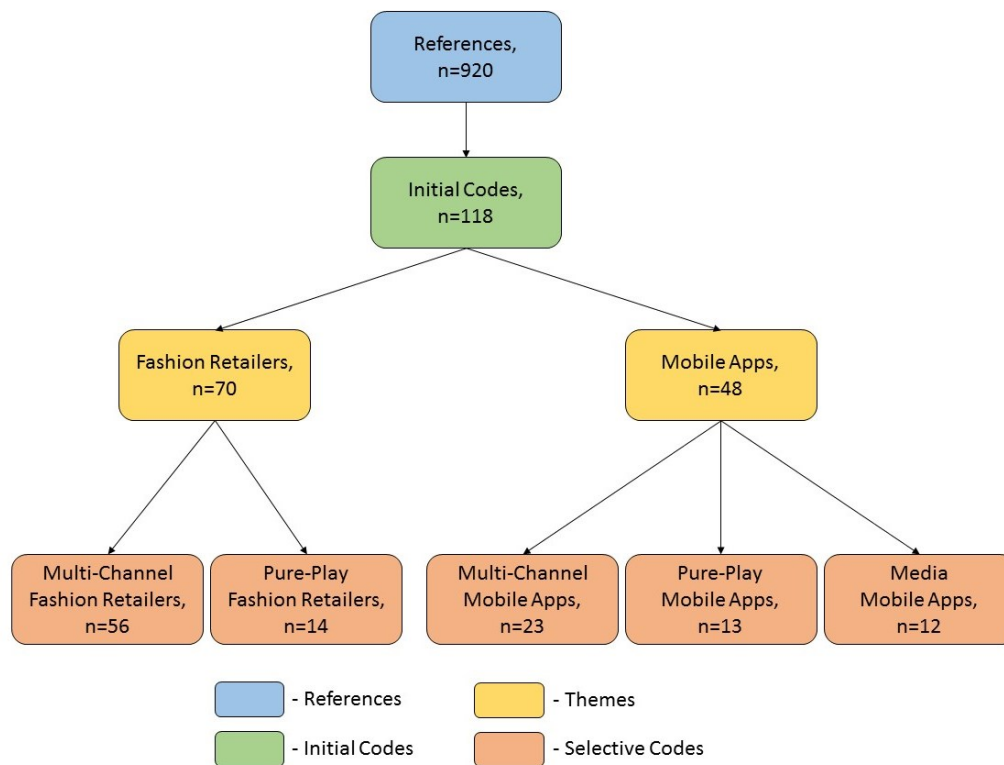 References,
n=920
Initial Codes,
n=118
Fashion Retailers,
n=70
Mobile Apps,
n=48
Multi-Channel
Fashion Retailers,
n=56
Pure-Play
Fashion Retailers,
n=14
Multi-Channel
Mobile Apps,
n=23
Pure-Play
Mobile Apps,
n=13
Media
Mobile Apps,
n=12
- References
- Themes
- Initial Codes
- Selective Codes